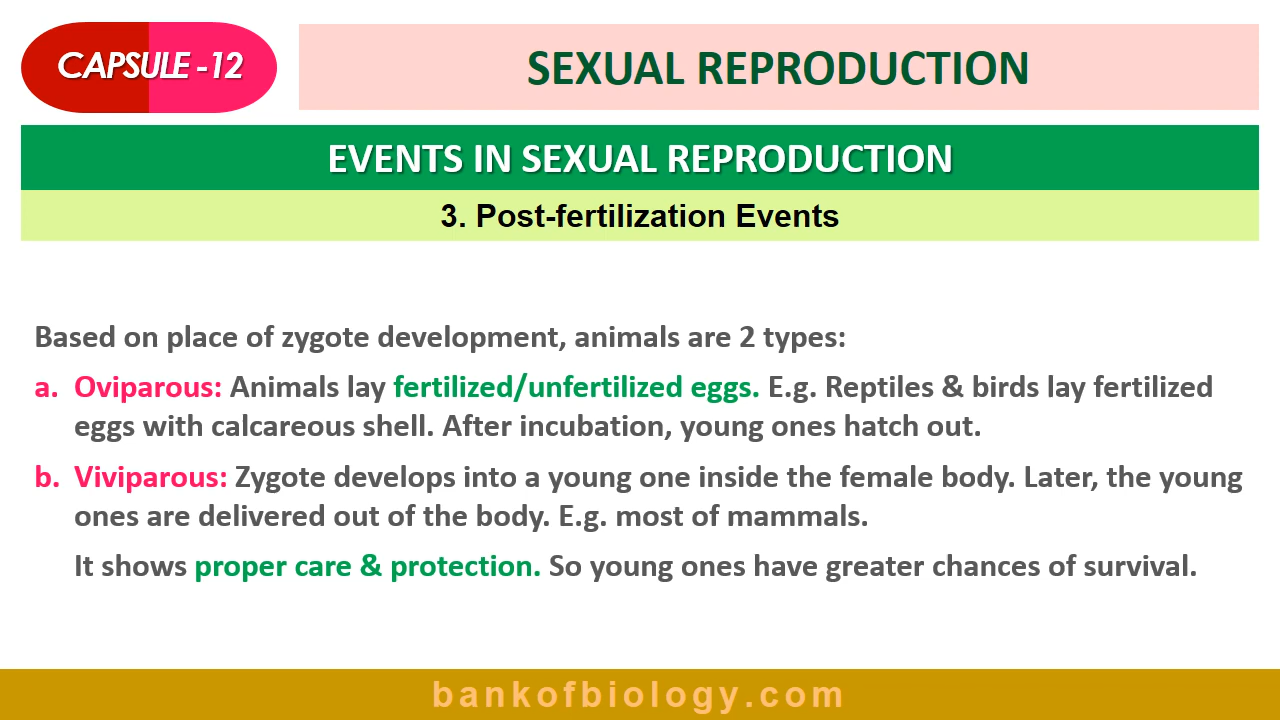 CAPSULE -12
SEXUAL REPRODUCTION
EVENTS IN SEXUAL REPRODUCTION
3. Post-fertilization Events
Based on place of zygote development, animals are 2 types:
a. Oviparous: Animals lay fertilized/unfertilized eggs. E.g. Reptiles & birds lay fertilized
eggs with calcareous shell. After incubation, young ones hatch out.
b. Viviparous: Zygote develops into a young one inside the female body. Later, the young
ones are delivered out of the body. E.g. most of mammals.
It shows proper care & protection. So young ones have greater chances of survival.
bankofbiology.com